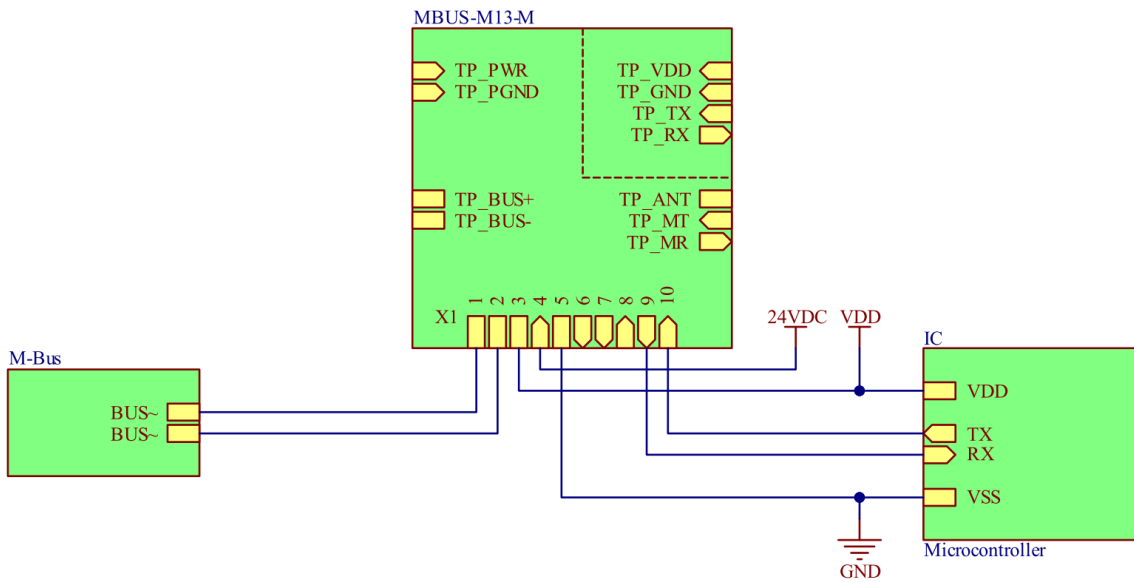 MBUS-M13-M
TP_PWR
TP_PGND
TP_VDD
TP_GND
TP_TX
TP_RX
TP_BUS+
TP_BUS-
TP_ANT
TP_MT
TP_MR
X1
1 2 3 4 5 6 7 8 9 10
24VDC
VDD
M-Bus
BUS~
BUS~
IC
VDD
TX
RX
VSS
Microcontroller
GND